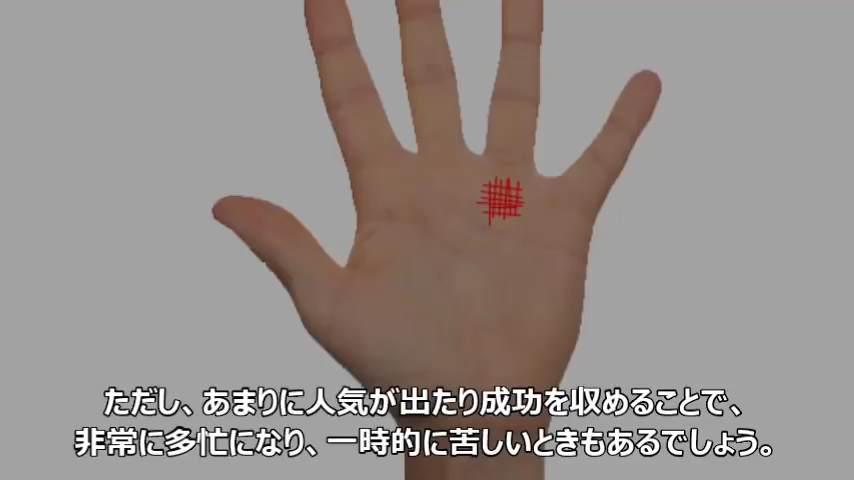 ただし、あまりに人気が出たり成功を収めることで、
非常に多忙になり、一時的に苦しいときもあるでしょう。